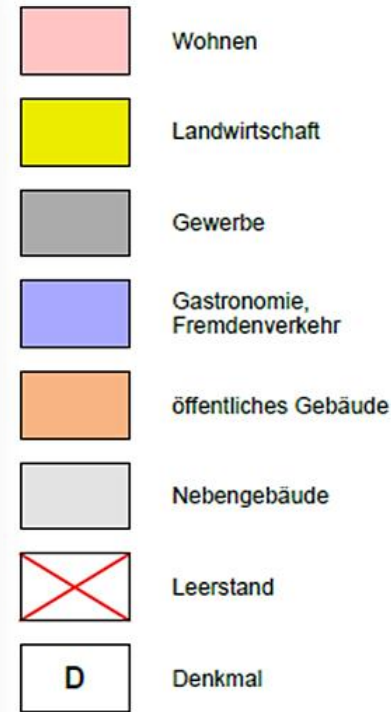 Wohnen
Landwirtschaft
Gewerbe
Gastronomie,
Fremdenverkehr
öffentliches Gebäude
Nebengebäude
Leerstand
D Denkmal